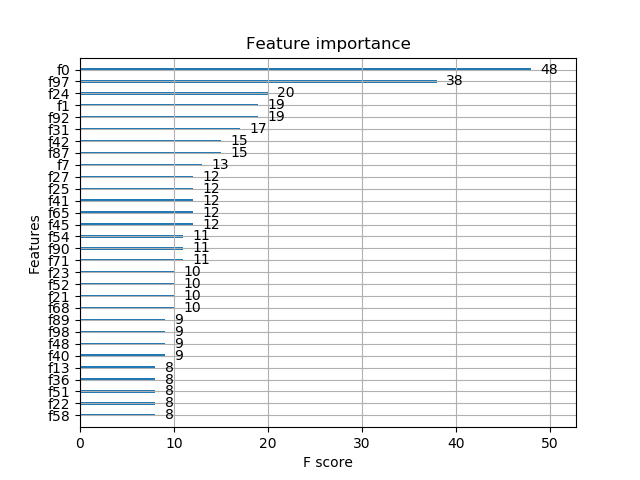 Feature importance
f0 48
f97 38
f24 20
f1 19
f92 19
f31 17
f42 15
f87 15
f7 13
f27 12
f25 12
f41 12
f65 12
f45 12
f54 11
f90 11
f71 11
f23 10
f52 10
f21 10
f68 10
f89 9
f98 9
f48 9
f40 9
f13 8
f36 8
f51 8
f22 8
f58 8
Features
0 10 20 30 40 50
F score